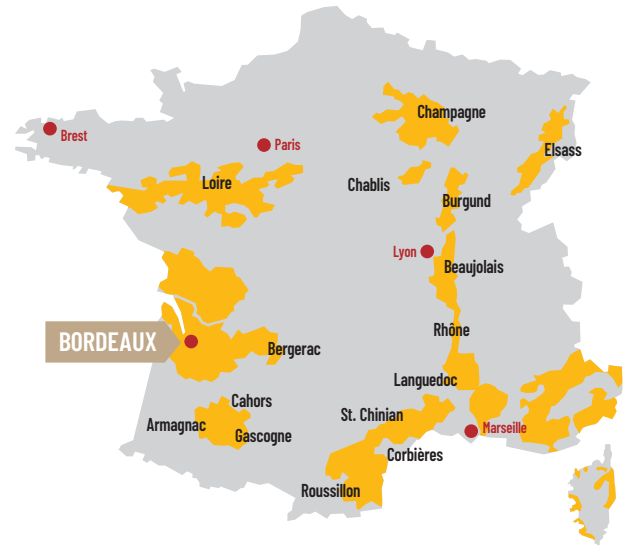 Champagne
Brest
Paris
Elsass
Loire
Chablis
Burgund
Lyon
Beaujolais
Rhône
BORDEAUX
Bergerac
Languedoc
Cahors
St. Chinian
Armagnac
Marseille
Gascogne
Corbières
Roussillon